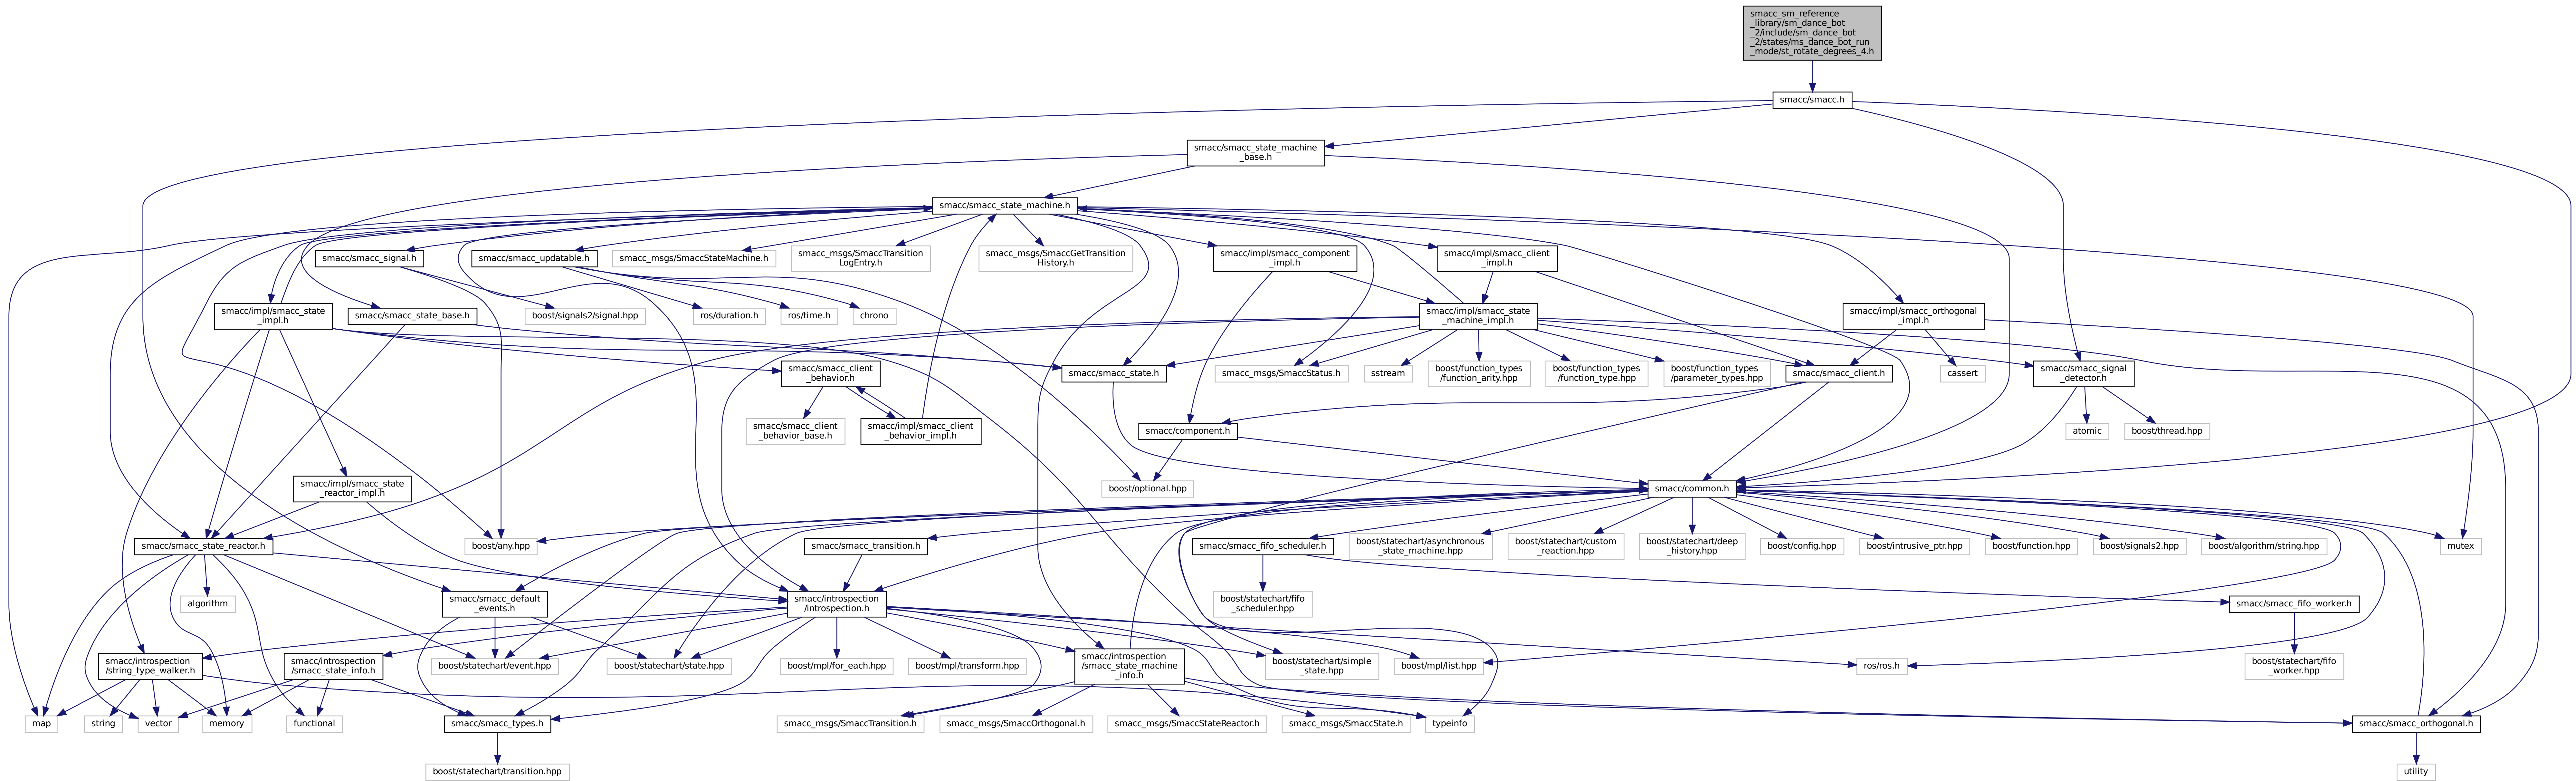 smacc_sm_reference
_library/sm_dance_bot
_2/include/sm_dance_bot
_2/states/ms_dance_bot_run
_mode/st_rotate_degrees_4.h
smacc/smacc.h
smacc/smacc_state_machine
_base.h
smacc/smacc_state_machine.h
smacc/smacc_signal.h
smacc/smacc_updatable.h
smacc_msgs/SmaccStateMachine.h
smacc_msgs/SmaccTransition
LogEntry.h
smacc_msgs/SmaccGetTransition
History.h
smacc/impl/smacc_component
_impl.h
smacc/impl/smacc_client
_impl.h
smacc/impl/smacc_state
_impl.h
smacc/smacc_state_base.h
boost/signals2/signal.hpp
ros/duration.h
ros/time.h
chrono
smacc/impl/smacc_state
_machine_impl.h
smacc/impl/smacc_orthogonal
_impl.h
smacc/smacc_client
_behavior.h
smacc/smacc_state.h
smacc_msgs/SmaccStatus.h
sstream
boost/function_types
/function_arity.hpp
boost/function_types
/function_type.hpp
boost/function_types
/parameter_types.hpp
smacc/smacc_client.h
cassert
smacc/smacc_signal
_detector.h
smacc/smacc_client
_behavior_base.h
smacc/impl/smacc_client
_behavior_impl.h
smacc/component.h
atomic
boost/thread.hpp
smacc/impl/smacc_state
_reactor_impl.h
boost/optional.hpp
smacc/common.h
smacc/smacc_state_reactor.h
boost/any.hpp
smacc/smacc_transition.h
smacc/smacc_fifo_scheduler.h
boost/statechart/asynchronous
_state_machine.hpp
boost/statechart/custom
_reaction.hpp
boost/statechart/deep
_history.hpp
boost/config.hpp
boost/intrusive_ptr.hpp
boost/function.hpp
boost/signals2.hpp
boost/algorithm/string.hpp
mutex
algorithm
smacc/smacc_default
_events.h
smacc/introspection
/introspection.h
boost/statechart/fifo
_scheduler.hpp
smacc/smacc_fifo_worker.h
smacc/introspection
/string_type_walker.h
smacc/introspection
/smacc_state_info.h
boost/statechart/event.hpp
boost/statechart/state.hpp
boost/mpl/for_each.hpp
boost/mpl/transform.hpp
smacc/introspection
/smacc_state_machine
_info.h
boost/statechart/simple
_state.hpp
boost/mpl/list.hpp
ros/ros.h
boost/statechart/fifo
_worker.hpp
map
string
vector
memory
functional
smacc/smacc_types.h
smacc_msgs/SmaccTransition.h
smacc_msgs/SmaccOrthogonal.h
smacc_msgs/SmaccStateReactor.h
smacc_msgs/SmaccState.h
typeinfo
smacc/smacc_orthogonal.h
boost/statechart/transition.hpp
utility